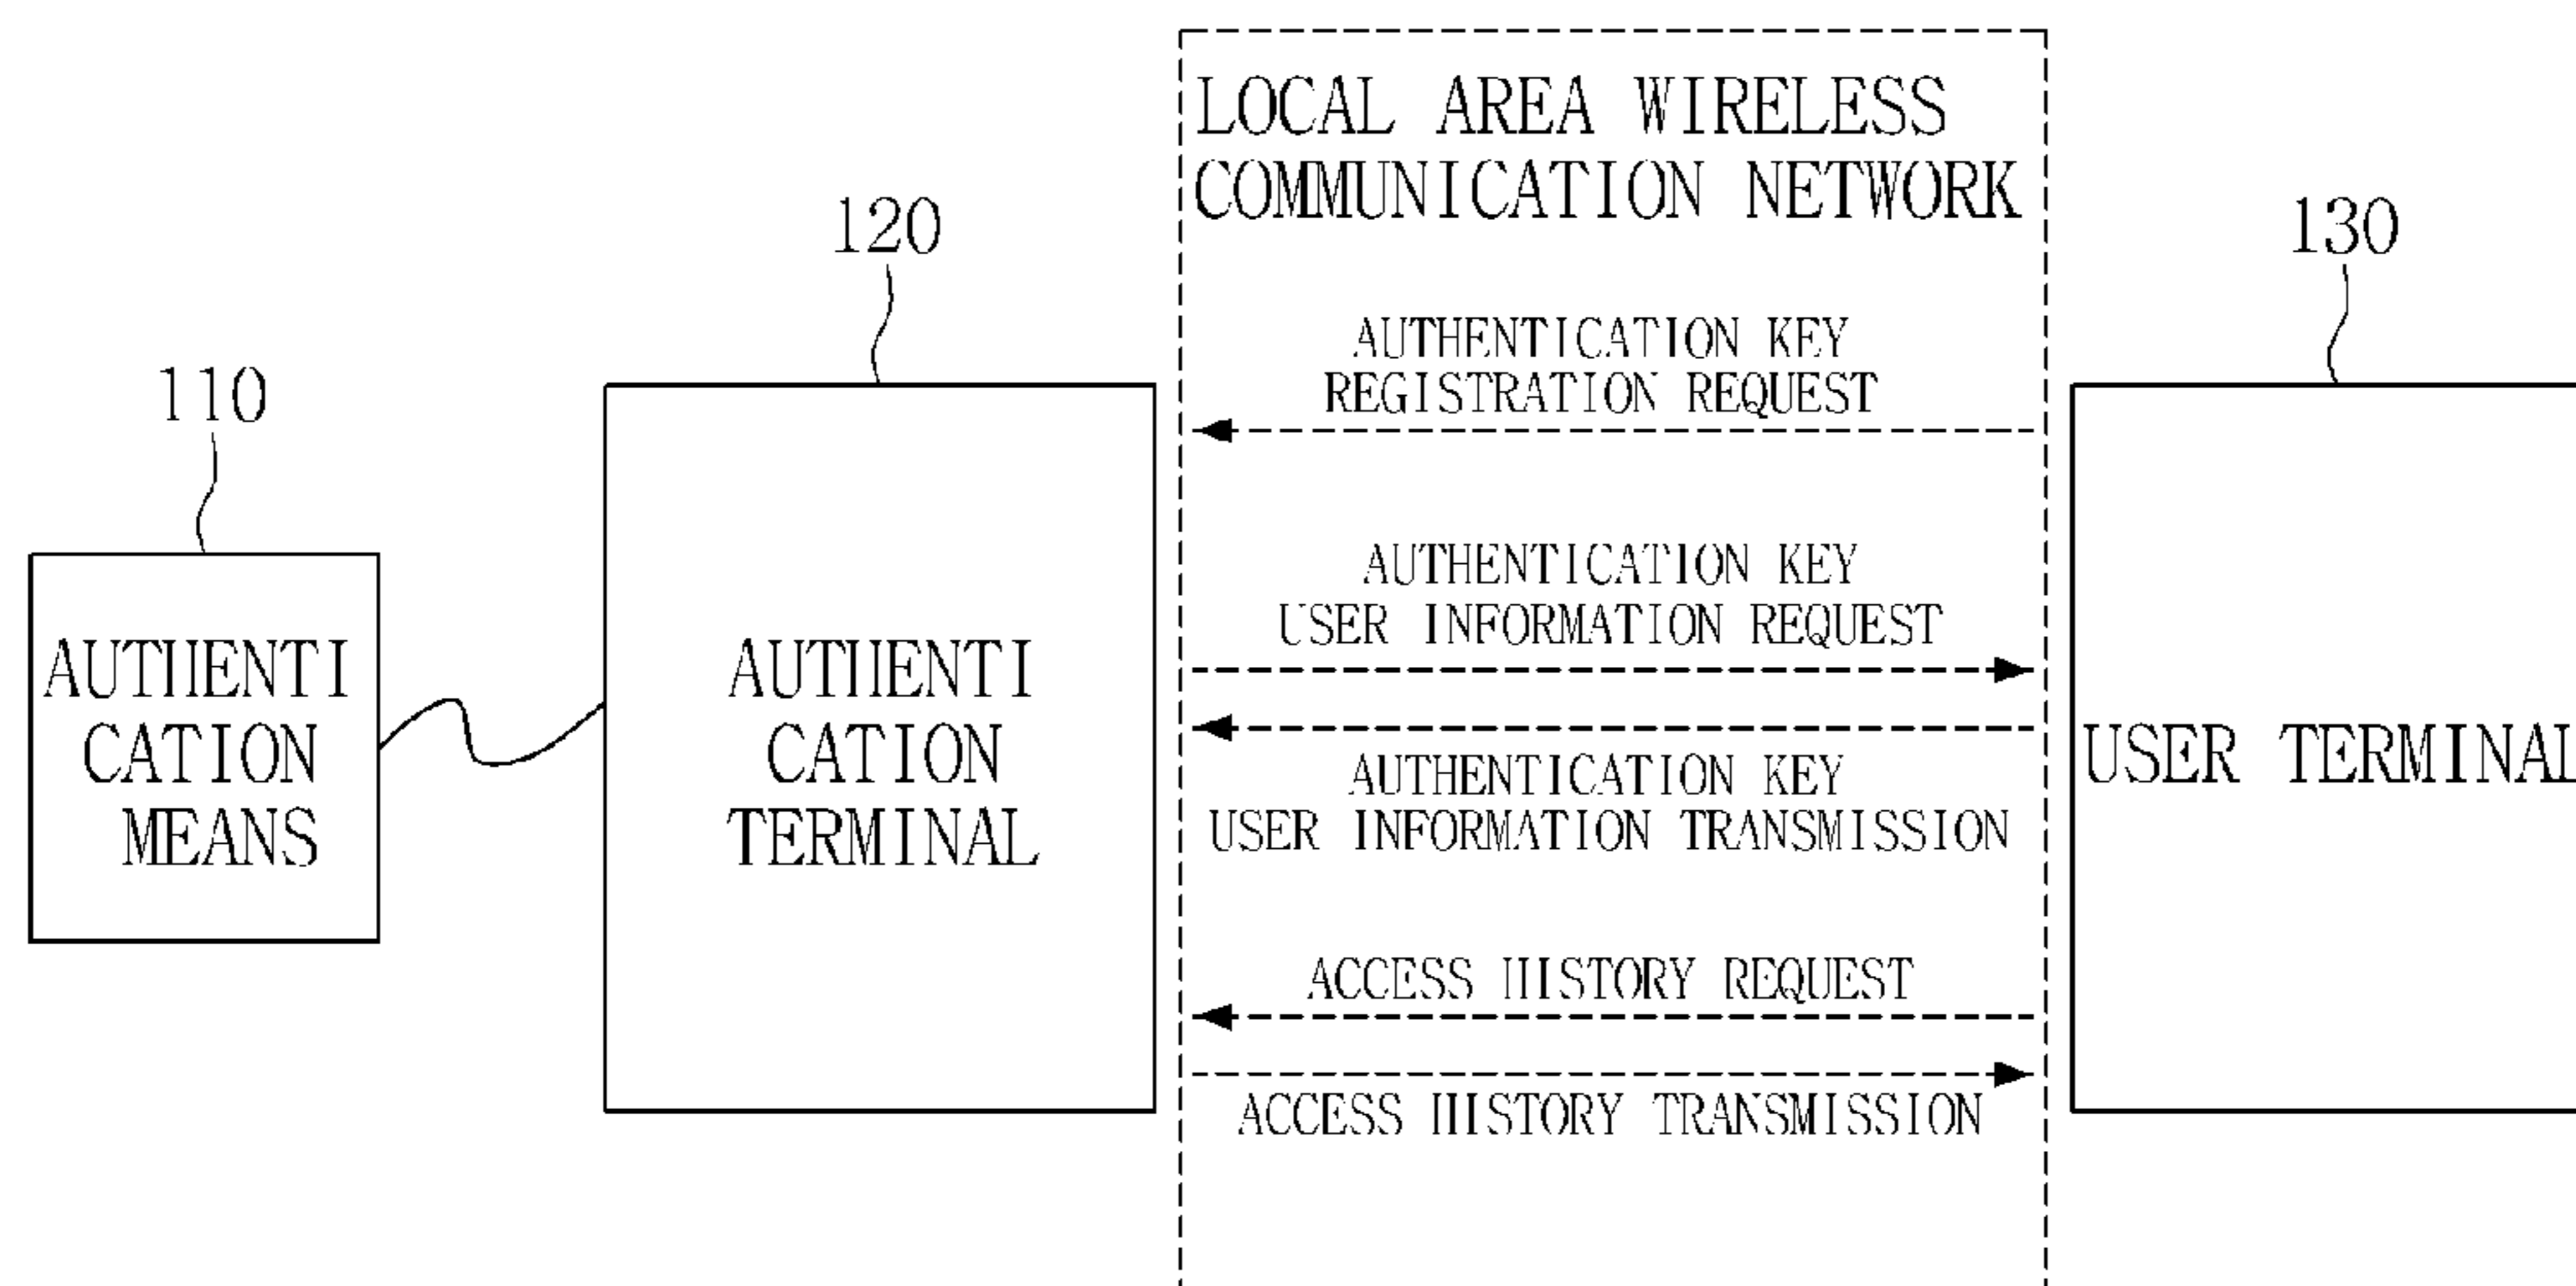 LOCAL AREA WIRELESS
COMMUNICATION NETWORK
120
130
110
AUTHENTICATION KEY
REGISTRATION REQUEST
AUTHENTICATION KEY
USER INFORMATION REQUEST
AUTHENTI
CATION
MEANS
AUTHENTI
CATION
TERMINAL
USER TERMINAL
AUTHENTICATION KEY
USER INFORMATION TRANSMISSION
ACCESS HISTORY REQUEST
ACCESS HISTORY TRANSMISSION